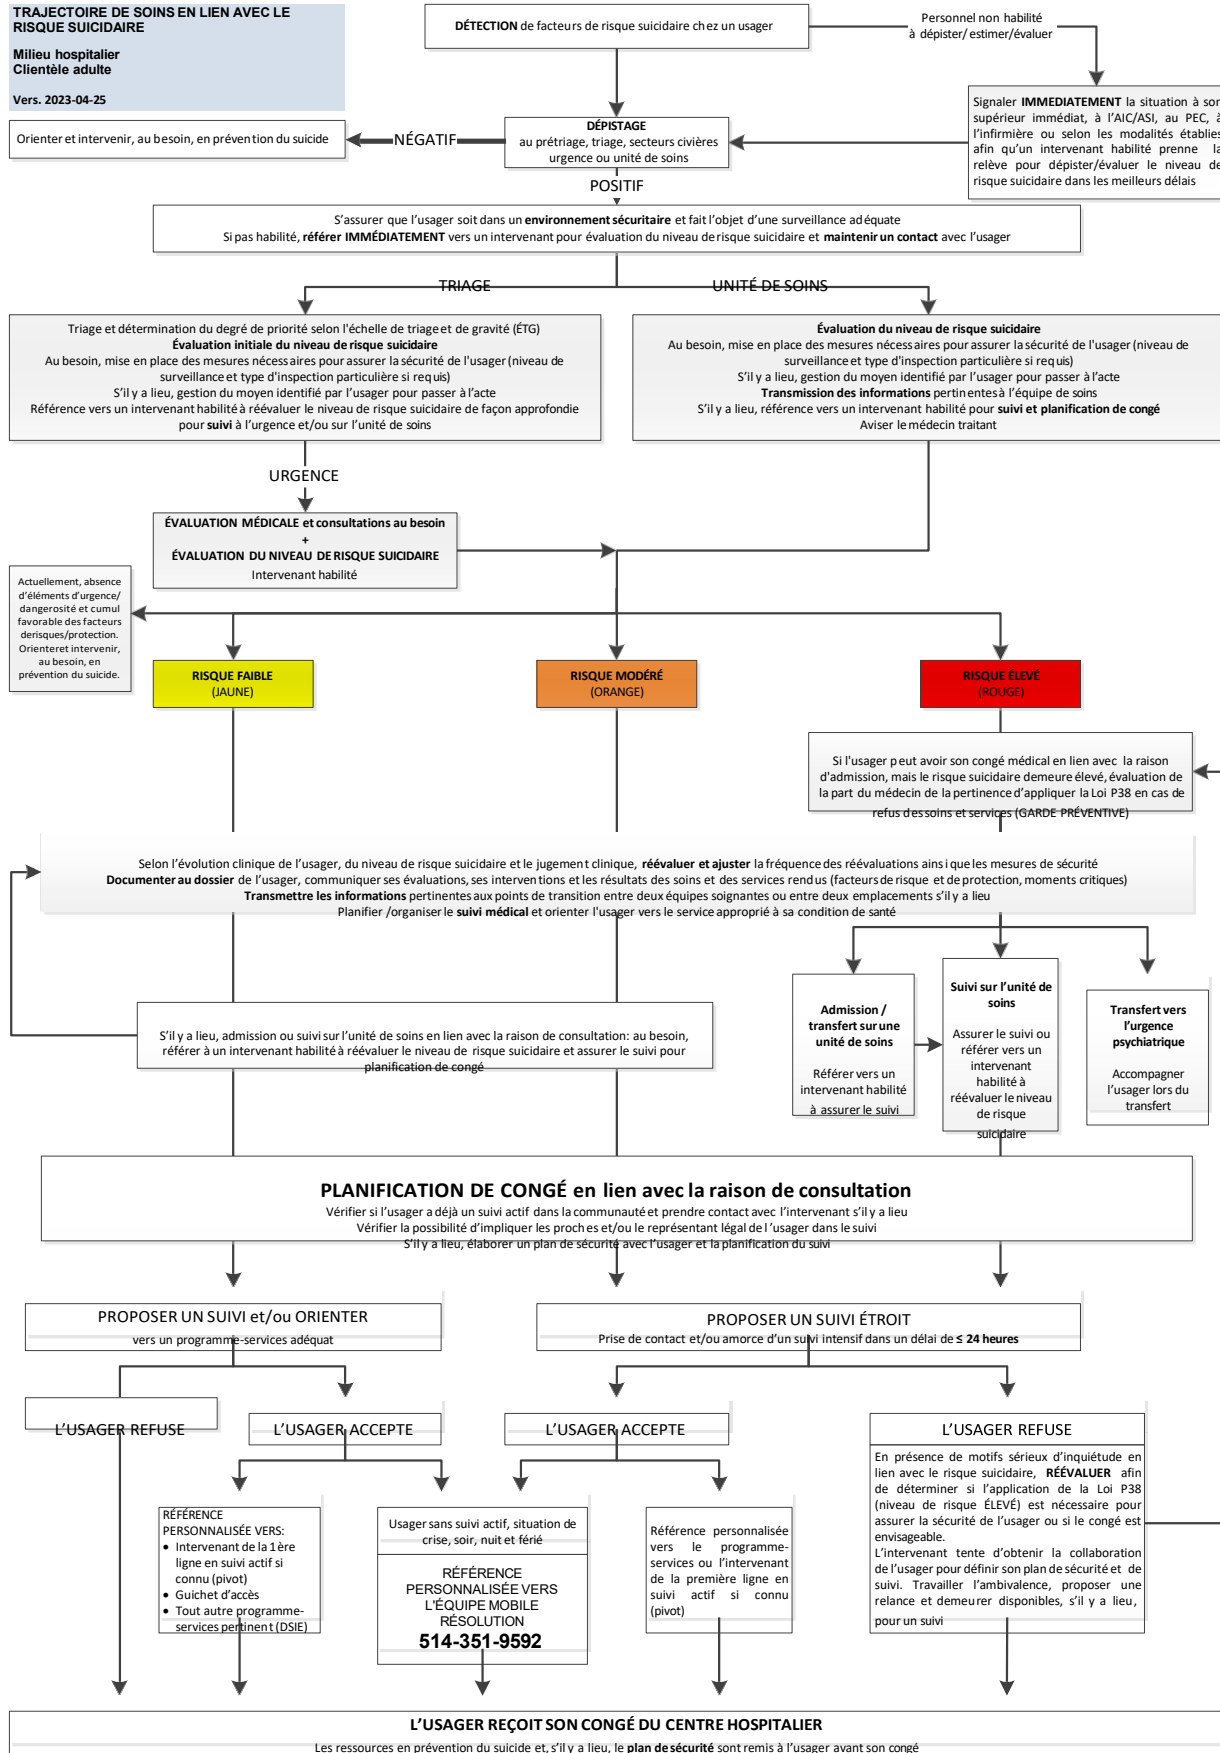 TRAJECTOIRE DE SOINS EN LIEN AVEC LE
RISQUE SUICIDAIRE
Milieu hospitalier
Clientèle adulte
Vers. 2023-04-25
DÉTECTION de facteurs de risque suicidaire chez un usager
Personnel non habilité
à dépister/ estimer/évaluer
Signaler IMMEDIATEMENT la situation à son
supérieur immédiat, à l'AIC/ASI, au PEC, à
l'infirmière ou selon les modalités établies
afin qu'un intervenant habilité prenne la
relève pour dépister/évaluer le niveau de
risque suicidaire dans les meilleurs délais
DÉPISTAGE
au prétriage, triage, secteurs civières
urgence ou unité de soins
NÉGATIF
Orienter et intervenir, au besoin, en prévention du suicide
POSITIF
S'assurer que l'usager soit dans un environnement sécuritaire et fait l'objet d'une surveillance adéquate
Si pas habilité, référer IMMÉDIATEMENT vers un intervenant pour évaluation du niveau de risque suicidaire et maintenir un contact avec l'usager
TRIAGE
UNITÉ DE SOINS
Triage et détermination du degré de priorité selon l'échelle de triage et de gravité (ÉTG)
Évaluation initiale du niveau de risque suicidaire
Au besoin, mise en place des mesures nécessaires pour assurer la sécurité de l'usager (niveau de
surveillance et type d'inspection particulière si requis)
S'il y a lieu, gestion du moyen identifié par l'usager pour passer à l'acte
Référence vers un intervenant habilité à réévaluer le niveau de risque suicidaire de façon approfondie
pour suivi à l'urgence et/ou sur l'unité de soins
Évaluation du niveau de risque suicidaire
Au besoin, mise en place des mesures nécessaires pour assurer la sécurité de l'usager (niveau de
surveillance et type d'inspection particulière si requis)
S'il y a lieu, gestion du moyen identifié par l'usager pour passer à l'acte
Transmission des informations pertinentes à l'équipe de soins
S'il y a lieu, référence vers un intervenant habilité pour suivi et planification de congé
Aviser le médecin traitant
URGENCE
ÉVALUATION MÉDICALE et consultations au besoin
+
ÉVALUATION DU NIVEAU DE RISQUE SUICIDAIRE
Intervenant habilité
Actuellement, absence
d'éléments d'urgence/
dangerosité et cumul
favorable des facteurs
derisques/protection.
Orienteret intervenir,
au besoin, en
prévention du suicide.
RISQUE FAIBLE
(JAUNE)
RISQUE MODÉRÉ
(ORANGE)
RISQUE ÉLEVÉ
(ROUGE)
Si l'usager peut avoir son congé médical en lien avec la raison
d'admission, mais le risque suicidaire demeure élevé, évaluation de
la part du médecin de la pertinence d'appliquer la Loi P38 en cas de
refus des soins et services (GARDE PRÉVENTIVE)
Selon l'évolution clinique de l'usager, du niveau de risque suicidaire et le jugement clinique, réévaluer et ajuster la fréquence des réévaluations ainsi que les mesures de sécurité
Documenter au dossier de l'usager, communiquer ses évaluations, ses interventions et les résultats des soins et des services rendus (facteurs de risque et de protection, moments critiques)
Transmettre les informations pertinentes aux points de transition entre deux équipes soignantes ou entre deux emplacements s'il y a lieu
Planifier /organiser le suivi médical et orienter l'usager vers le service approprié à sa condition de santé
S'il y a lieu, admission ou suivi sur l'unité de soins en lien avec la raison de consultation: au besoin,
référer à un intervenant habilité à réévaluer le niveau de risque suicidaire et assurer le suivi pour
planification de congé
Admission /
transfert sur une
unité de soins
Référer vers un
intervenant habilité
à assurer le suivi
Suivi sur l'unité de
soins
Assurer le suivi ou
référer vers un
intervenant
habilité à
réévaluer le niveau
de risque
suicidaire
Transfert vers
l'urgence
psychiatrique
Accompagner
l'usager lors du
transfert
PLANIFICATION DE CONGÉ en lien avec la raison de consultation
Vérifier si l'usager a déjà un suivi actif dans la communauté et prendre contact avec l'intervenant s'il y a lieu
Vérifier la possibilité d'impliquer les proches et/ou le représentant légal de l'usager dans le suivi
S'il y a lieu, élaborer un plan de sécurité avec l'usager et la planification du suivi
PROPOSER UN SUIVI et/ou ORIENTER
vers un programme-services adéquat
PROPOSER UN SUIVI ÉTROIT
Prise de contact et/ou amorce d'un suivi intensif dans un délai de ≤ 24 heures
L'USAGER REFUSE
L'USAGER ACCEPTE
L'USAGER ACCEPTE
L'USAGER REFUSE
RÉFÉRENCE
PERSONNALISÉE VERS:
• Intervenant de la 1ère
ligne en suivi actif si
connu (pivot)
• Guichet d'accès
• Tout autre programme-
services pertinent (DSIE)
Usager sans suivi actif, situation de
crise, soir, nuit et férié
RÉFÉRENCE
PERSONNALISÉE VERS
L'ÉQUIPE MOBILE
RÉSOLUTION
514-351-9592
Référence personnalisée
vers le programme-
services ou l'intervenant
de la première ligne en
suivi actif si connu
(pivot)
En présence de motifs sérieux d'inquiétude en
lien avec le risque suicidaire, RÉÉVALUER afin
de déterminer si l'application de la Loi P38
(niveau de risque ÉLEVÉ) est nécessaire pour
assurer la sécurité de l'usager ou si le congé est
envisageable.
L'intervenant tente d'obtenir la collaboration
de l'usager pour définir son plan de sécurité et de
suivi. Travailler l'ambivalence, proposer une
relance et demeurer disponibles, s'il y a lieu,
pour un suivi
L'USAGER REÇOIT SON CONGÉ DU CENTRE HOSPITALIER
Les ressources en prévention du suicide et, s'il y a lieu, le plan de sécurité sont remis à l'usager avant son congé